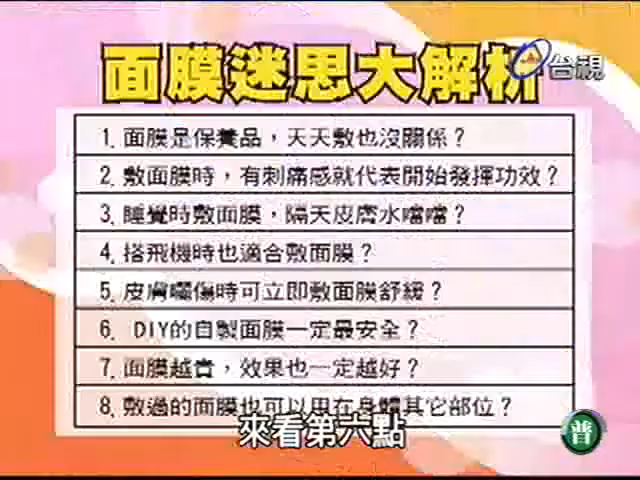 面膜迷思大解析
台視
1. 面膜是保養品，天天敷也沒關係？
2. 敷面膜時，有刺痛感就代表開始發揮功效？
3. 睡覺時敷面膜，隔天皮膚水噹噹？
4. 搭飛機時也適合敷面膜？
5. 皮膚曬傷時可立即敷面膜舒緩？
6. DIY的自製面膜一定最安全？
7. 面膜越貴，效果也一定越好？
8. 敷過的面膜也可以用在身體其它部位？
來看第六點
普